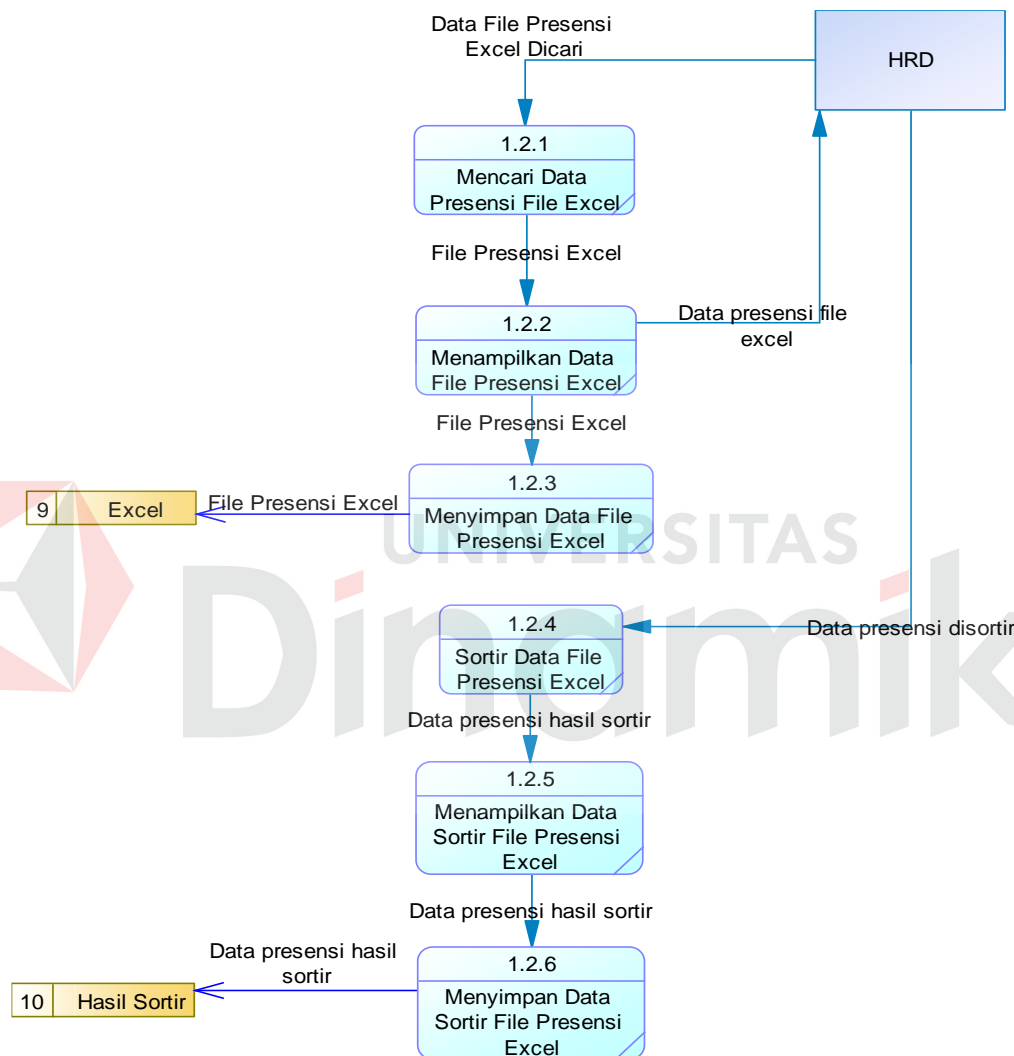 Data File Presensi
Excel Dicari
HRD
1.2.1
Mencari Data
Presensi File Excel
File Presensi Excel
1.2.2
Menampilkan Data
File Presensi Excel
Data presensi file
excel
File Presensi Excel
1.2.3
Menyimpan Data File
Presensi Excel
File Presensi Excel
9 Excel
UNIVERSITAS
Dinamik
1.2.4
Sortir Data File
Presensi Excel
Data presensi disortir
Data presensi hasil sortir
1.2.5
Menampilkan Data
Sortir File Presensi
Excel
Data presensi hasil sortir
1.2.6
Menyimpan Data
Sortir File Presensi
Excel
Data presensi hasil
sortir
10 Hasil Sortir